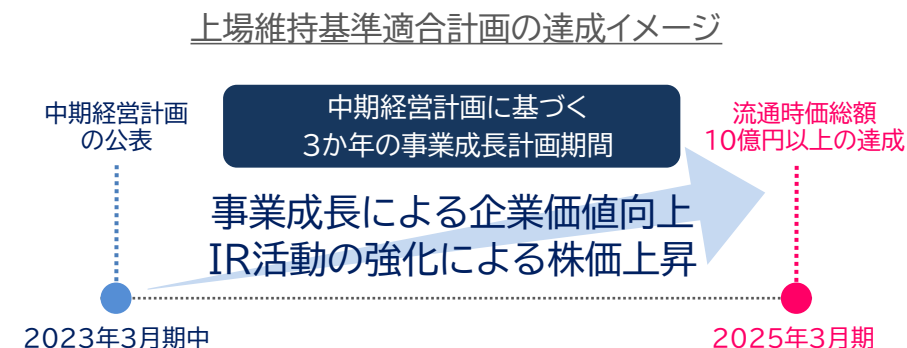 上場維持基準適合計画の達成イメージ
中期経営計画
の公表
中期経営計画に基づく
3か年の事業成長計画期間
流通時価総額
10億円以上の達成
事業成長による企業価値向上
IR活動の強化による株価上昇
2023年3月期中
2025年3月期